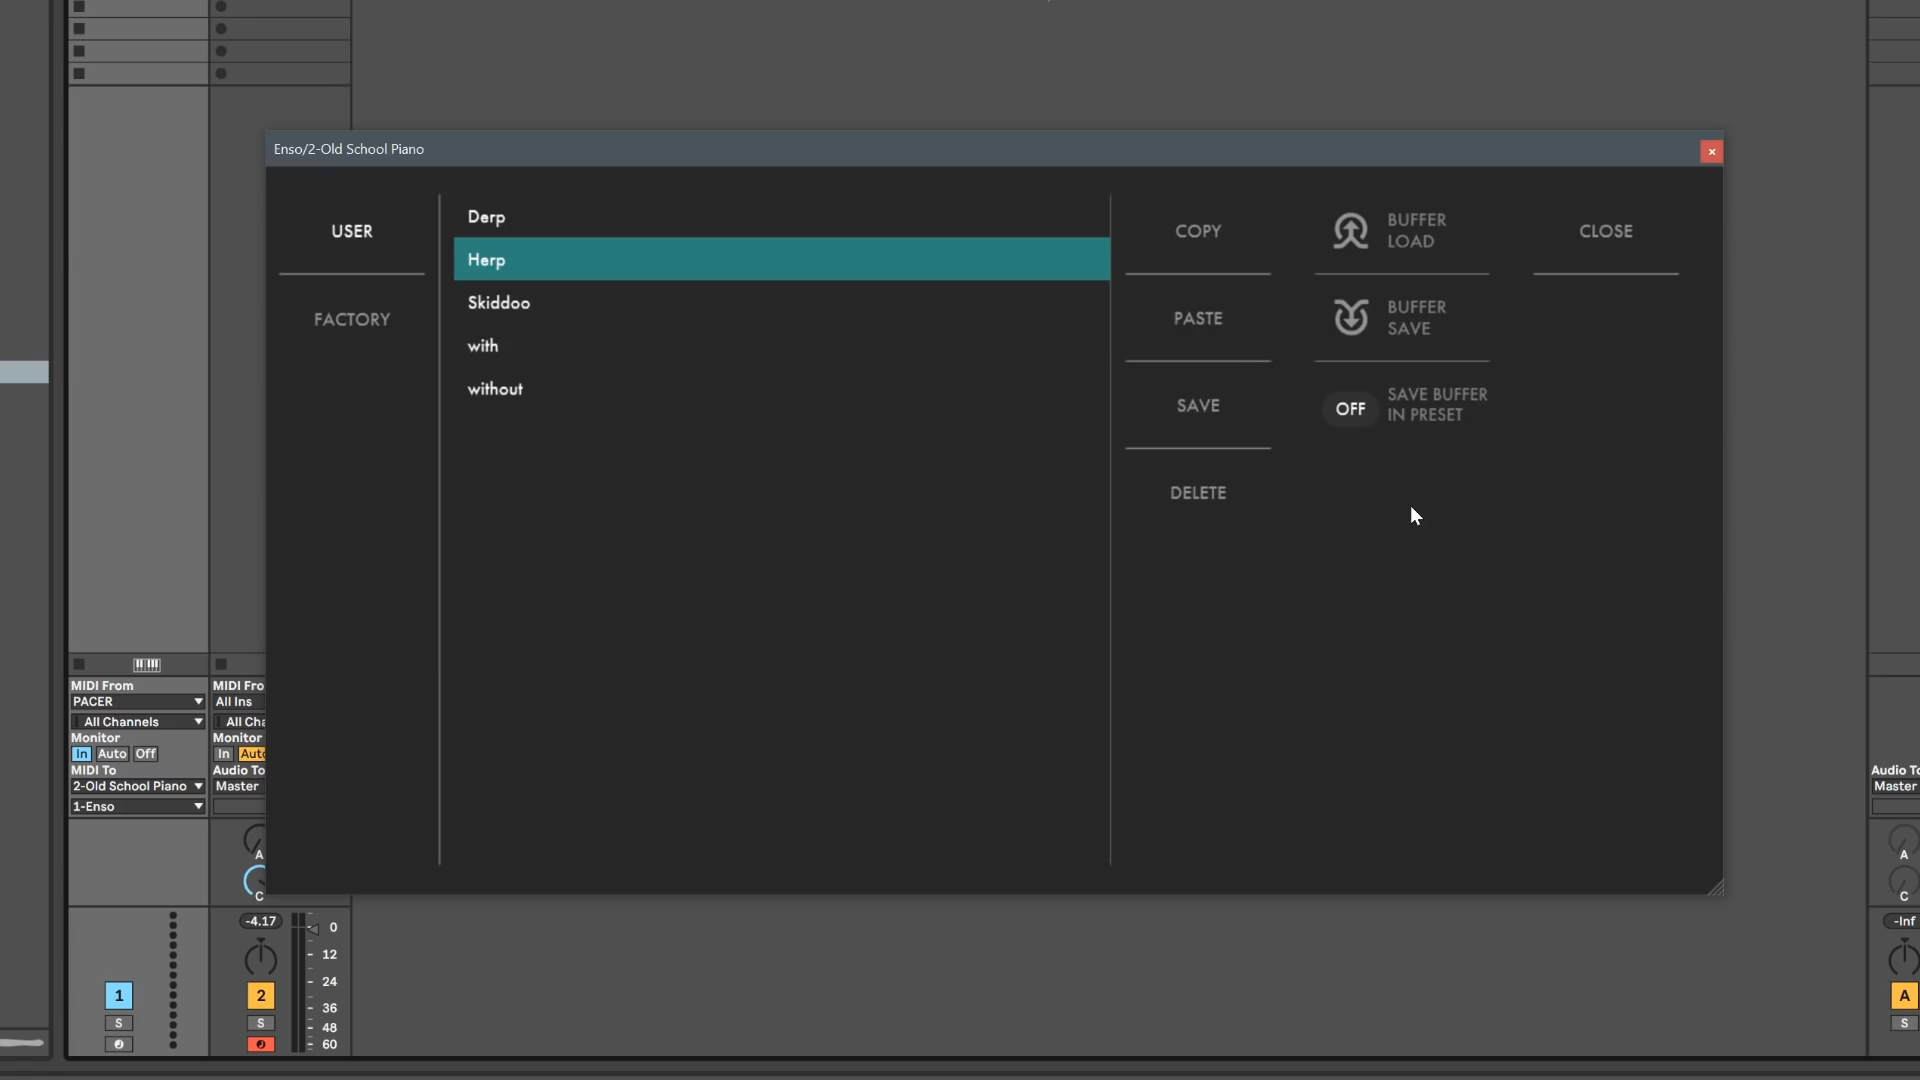 Enso/2-Old School Piano
×
USER
FACTORY
Derp
Herp
Skiddoo
with
without
COPY
PASTE
SAVE
DELETE
BUFFER
LOAD
BUFFER
SAVE
OFF
SAVE BUFFER
IN PRESET
CLOSE
MIDI From
PACER
All Channels
Monitor
In Auto Off
MIDI To
2-Old School Piano
1-Enso
1
S
MIDI Fro
All Ins
All Cha
Monitor
In Auto
Audio To
Master
A
C
-4.17
0
12
24
36
48
60
2
S
Audio To
Master
A
C
-Inf
A
S